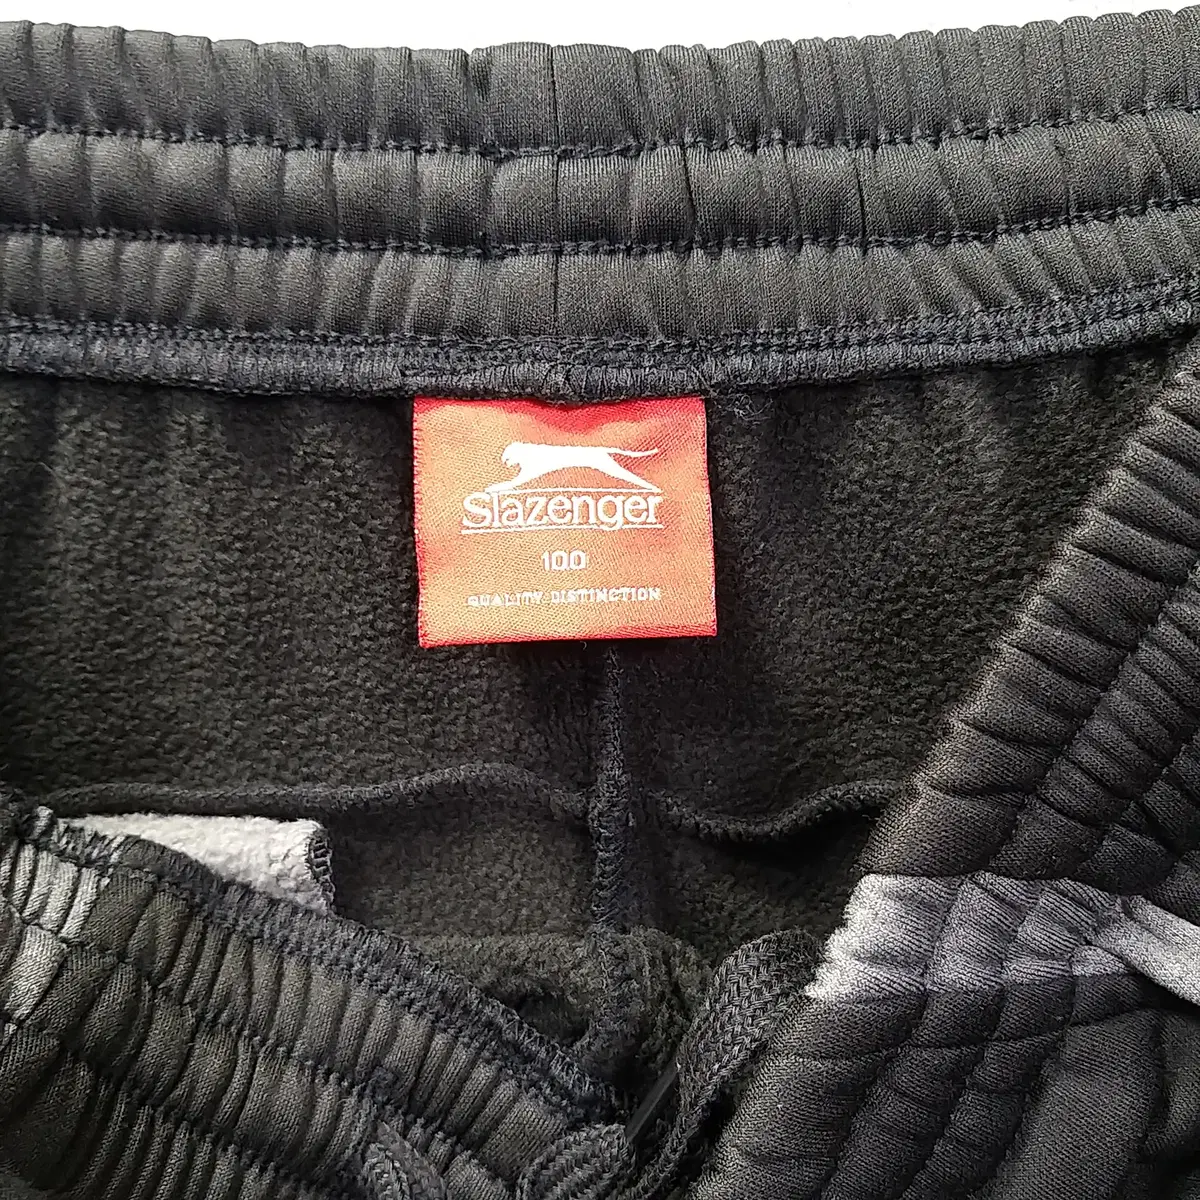 Slazenger
100
QUALITY DISTINCTION